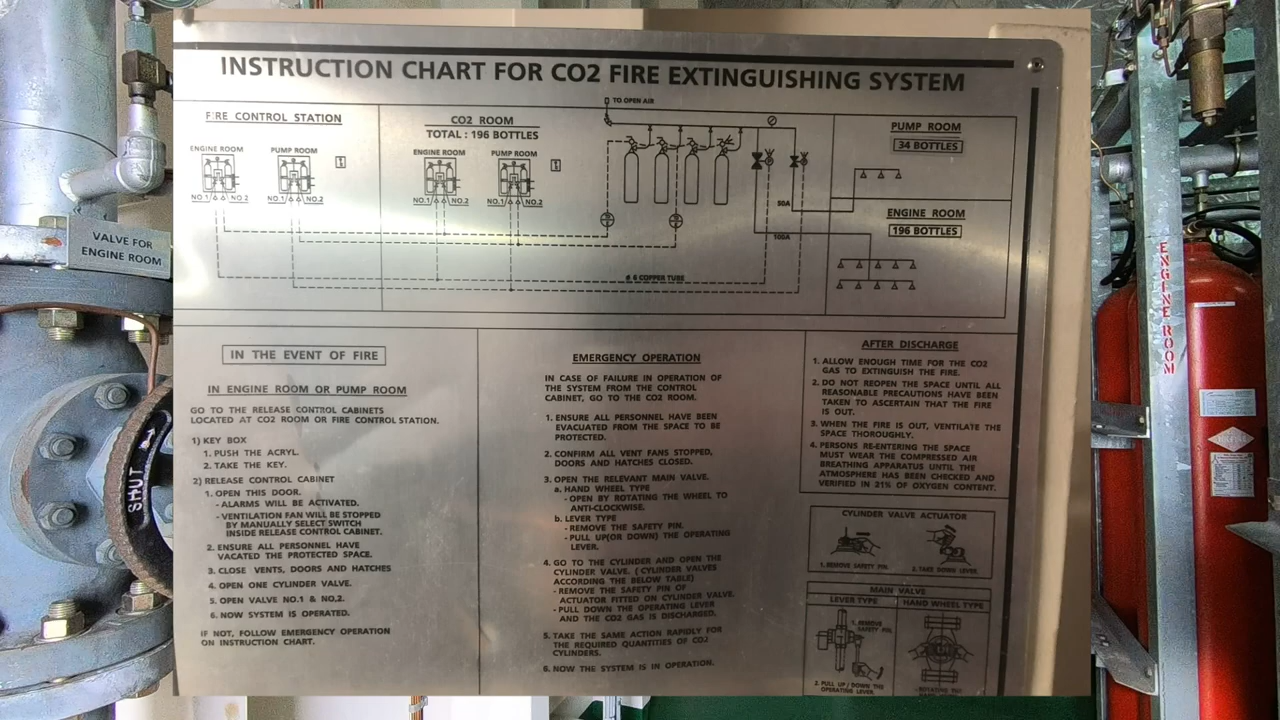 INSTRUCTION CHART FOR CO2 FIRE EXTINGUISHING SYSTEM
FIRE CONTROL STATION
ENGINE ROOM
PUMP ROOM
NO.1 NO.2
NO.1 NO.2
CO2 ROOM
TOTAL : 196 BOTTLES
ENGINE ROOM
PUMP ROOM
NO.1 NO.2
NO.1 NO.2
TO OPEN AIR
50A
100A
6 COPPER TUBE
PUMP ROOM
34 BOTTLES
ENGINE ROOM
196 BOTTLES
IN THE EVENT OF FIRE
IN ENGINE ROOM OR PUMP ROOM
GO TO THE RELEASE CONTROL CABINETS
LOCATED AT CO2 ROOM OR FIRE CONTROL STATION.
1) KEY BOX
1. PUSH THE ACRYL.
2. TAKE THE KEY.
2) RELEASE CONTROL CABINET
1. OPEN THIS DOOR.
- ALARMS WILL BE ACTIVATED.
- VENTILATION FAN WILL BE STOPPED
BY MANUALLY SELECT SWITCH
INSIDE RELEASE CONTROL CABINET.
2. ENSURE ALL PERSONNEL HAVE
VACATED THE PROTECTED SPACE.
3. CLOSE VENTS, DOORS AND HATCHES
4. OPEN ONE CYLINDER VALVE.
5. OPEN VALVE NO.1 & NO,2.
6. NOW SYSTEM IS OPERATED.
IF NOT, FOLLOW EMERGENCY OPERATION
ON INSTRUCTION CHART.
EMERGENCY OPERATION
IN CASE OF FAILURE IN OPERATION OF
THE SYSTEM FROM THE CONTROL
CABINET, GO TO THE CO2 ROOM.
1. ENSURE ALL PERSONNEL HAVE BEEN
EVACUATED FROM THE SPACE TO BE
PROTECTED.
2. CONFIRM ALL VENT FANS STOPPED,
DOORS AND HATCHES CLOSED.
3. OPEN THE RELEVANT MAIN VALVE.
a. HAND WHEEL TYPE
- OPEN BY ROTATING THE WHEEL TO
ANTI-CLOCKWISE.
b. LEVER TYPE
- REMOVE THE SAFETY PIN.
- PULL UP(OR DOWN) THE OPERATING
LEVER.
4. GO TO THE CYLINDER AND OPEN THE
CYLINDER VALVE. ( CYLINDER VALVES
ACCORDING THE BELOW TABLE)
- REMOVE THE SAFETY PIN OF
ACTUATOR FITTED ON CYLINDER VALVE.
- PULL DOWN THE OPERATING LEVER
AND THE CO2 GAS IS DISCHARGED.
5. TAKE THE SAME ACTION RAPIDLY FOR
THE REQUIRED QUANTITIES OF CO2
CYLINDERS.
6. NOW THE SYSTEM IS IN OPERATION.
AFTER DISCHARGE
1. ALLOW ENOUGH TIME FOR THE CO2
GAS TO EXTINGUISH THE FIRE.
2. DO NOT REOPEN THE SPACE UNTIL ALL
REASONABLE PRECAUTIONS HAVE BEEN
TAKEN TO ASCERTAIN THAT THE FIRE
IS OUT.
3. WHEN THE FIRE IS OUT, VENTILATE THE
SPACE THOROUGHLY.
4. PERSONS RE-ENTERING THE SPACE
MUST WEAR THE COMPRESSED AIR
BREATHING APPARATUS UNTIL THE
ATMOSPHERE HAS BEEN CHECKED AND
VERIFIED IN 21% OF OXYGEN CONTENT.
CYLINDER VALVE ACTUATOR
1. REMOVE SAFETY PIN.
2. TAKE DOWN LEVER.
MAIN VALVE
LEVER TYPE
HAND WHEEL TYPE
1. REMOVE
SAFETY PIN.
2. PULL UP / DOWN THE
OPERATING LEVER.
VALVE FOR
ENGINE ROOM
SHUT
ENGINE ROOM